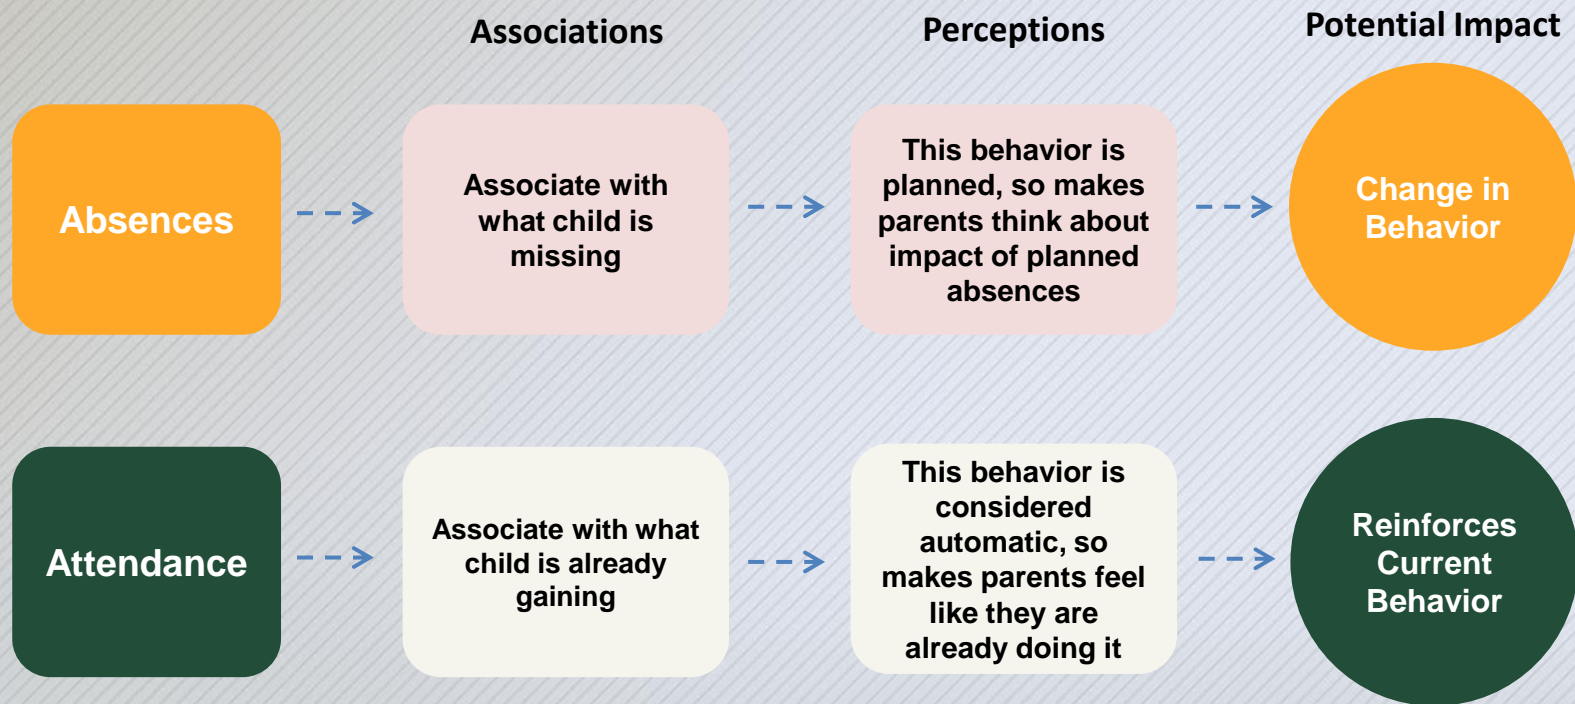 Associations
Perceptions
Potential Impact
Absences
Associate with
what child is
missing
This behavior is
planned, so makes
parents think about
impact of planned
absences
Change in
Behavior
Attendance
Associate with what
child is already
gaining
This behavior is
considered
automatic, so
makes parents feel
like they are
already doing it
Reinforces
Current
Behavior